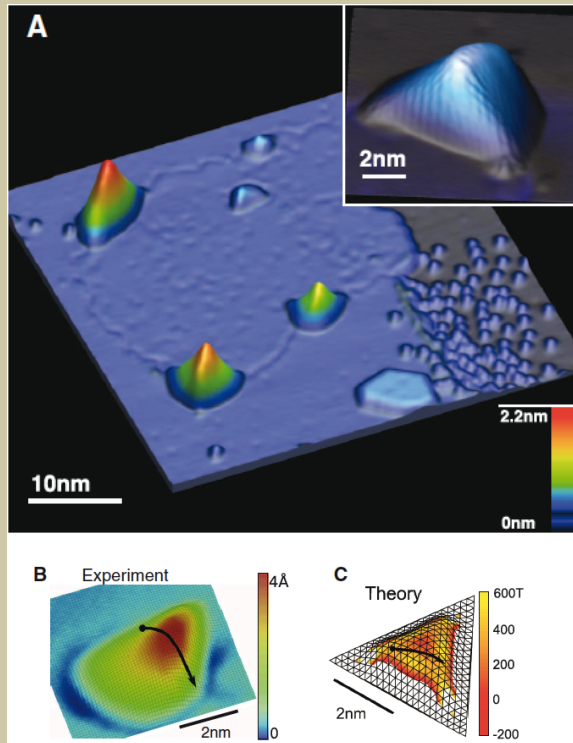 A
2nm
10nm
2.2nm
0nm
B
Experiment
4Å
0
2nm
C
Theory
600T
400
200
0
-200
2nm